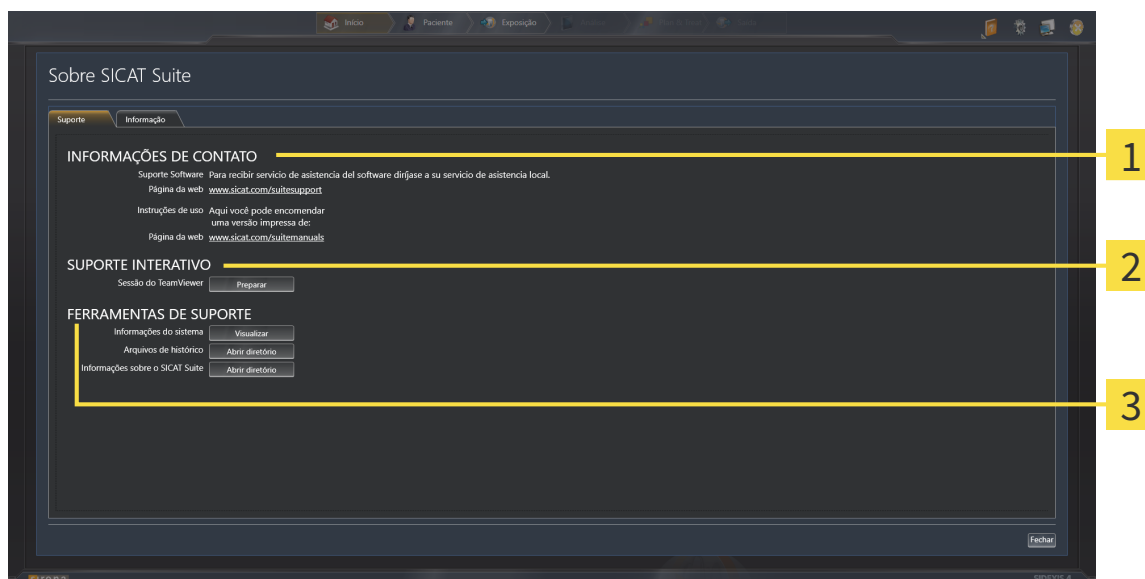 Início Paciente Exposição
Sobre SICAT Suite
Suporte Informação
INFORMAÇÕES DE CONTATO
1
Suporte Software Para recibir servicio de asistencia del software diríjase a su servicio de asistencia local.
Página da web www.sicat.com/suitesupport
Instruções de uso Aqui você pode encomendar
uma versão impressa de:
Página da web www.sicat.com/suitemanuals
SUPORTE INTERATIVO
2
Sessão do TeamViewer Preparar
FERRAMENTAS DE SUPORTE
Informações do sistema Visualizar
Arquivos de histórico Abrir diretório
Informações sobre o SICAT Suite Abrir diretório
3
Fechar
SIDEXIS 4